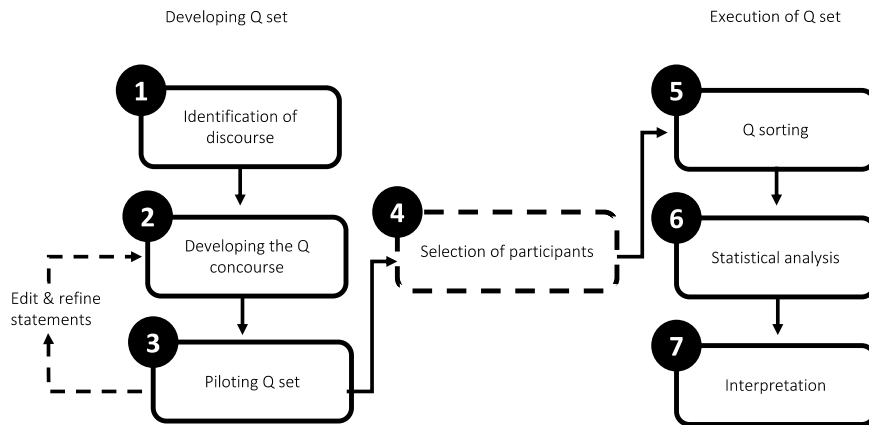 Developing Q set
Execution of Q set
1
Identification of
discourse
2
Developing the Q
concourse
Edit & refine
statements
3
Piloting Q set
4
Selection of participants
5
Q sorting
6
Statistical analysis
7
Interpretation